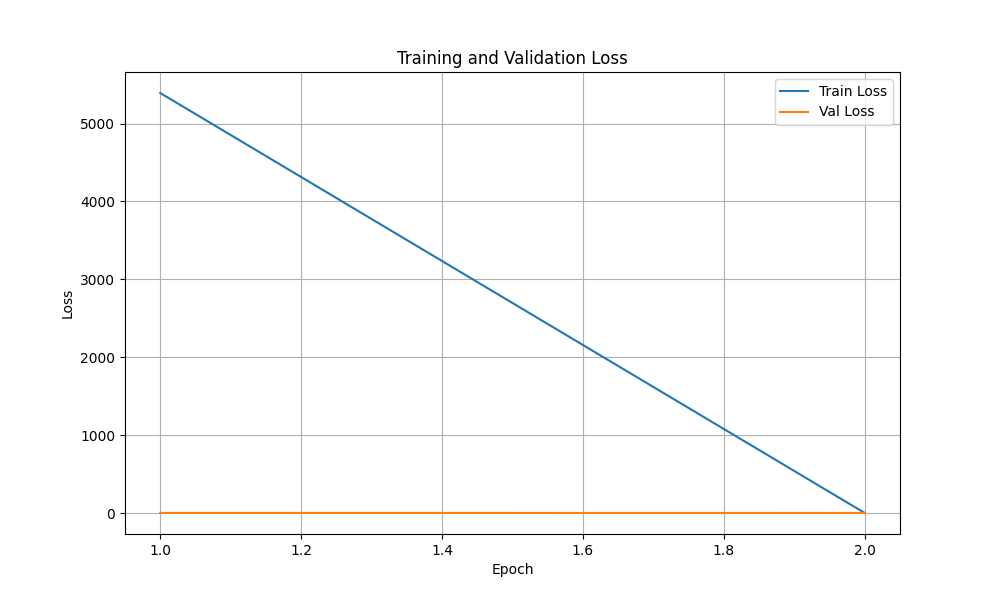 Training and Validation Loss
Train Loss
Val Loss
5000
4000
3000
2000
1000
0
Loss
1.0 1.2 1.4 1.6 1.8 2.0
Epoch